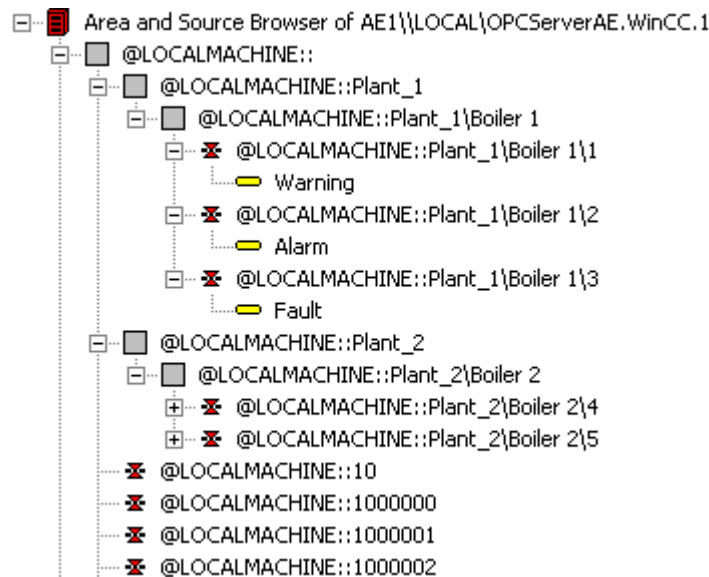 Area and Source Browser of AE1\\LOCAL\OPCServerAE.WinCC.1
@LOCALMACHINE::
@LOCALMACHINE::Plant_1
@LOCALMACHINE::Plant_1\Boiler 1
@LOCALMACHINE::Plant_1\Boiler 1\1
Warning
@LOCALMACHINE::Plant_1\Boiler 1\2
Alarm
@LOCALMACHINE::Plant_1\Boiler 1\3
Fault
@LOCALMACHINE::Plant_2
@LOCALMACHINE::Plant_2\Boiler 2
@LOCALMACHINE::Plant_2\Boiler 2\4
@LOCALMACHINE::Plant_2\Boiler 2\5
@LOCALMACHINE::10
@LOCALMACHINE::1000000
@LOCALMACHINE::1000001
@LOCALMACHINE::1000002